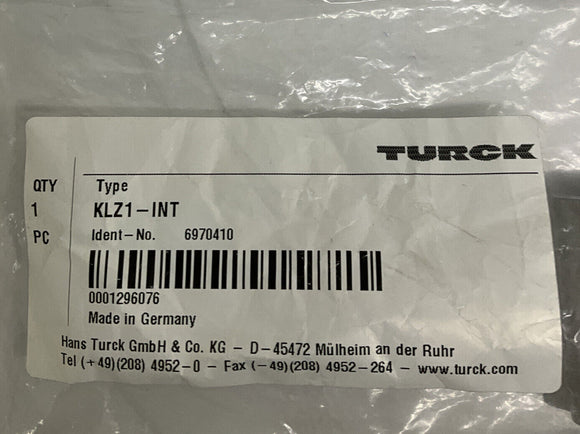 TURCK
QTY Type
1 KLZ1-INT
PC Ident-No. 6970410
0001296076
Made in Germany
Hans Turck GmbH & Co. KG - D-45472 Mülheim an der Ruhr
Tel (+49)(208) 4952-0 - Fax (-49)(208) 4952-264 - www.turck.com